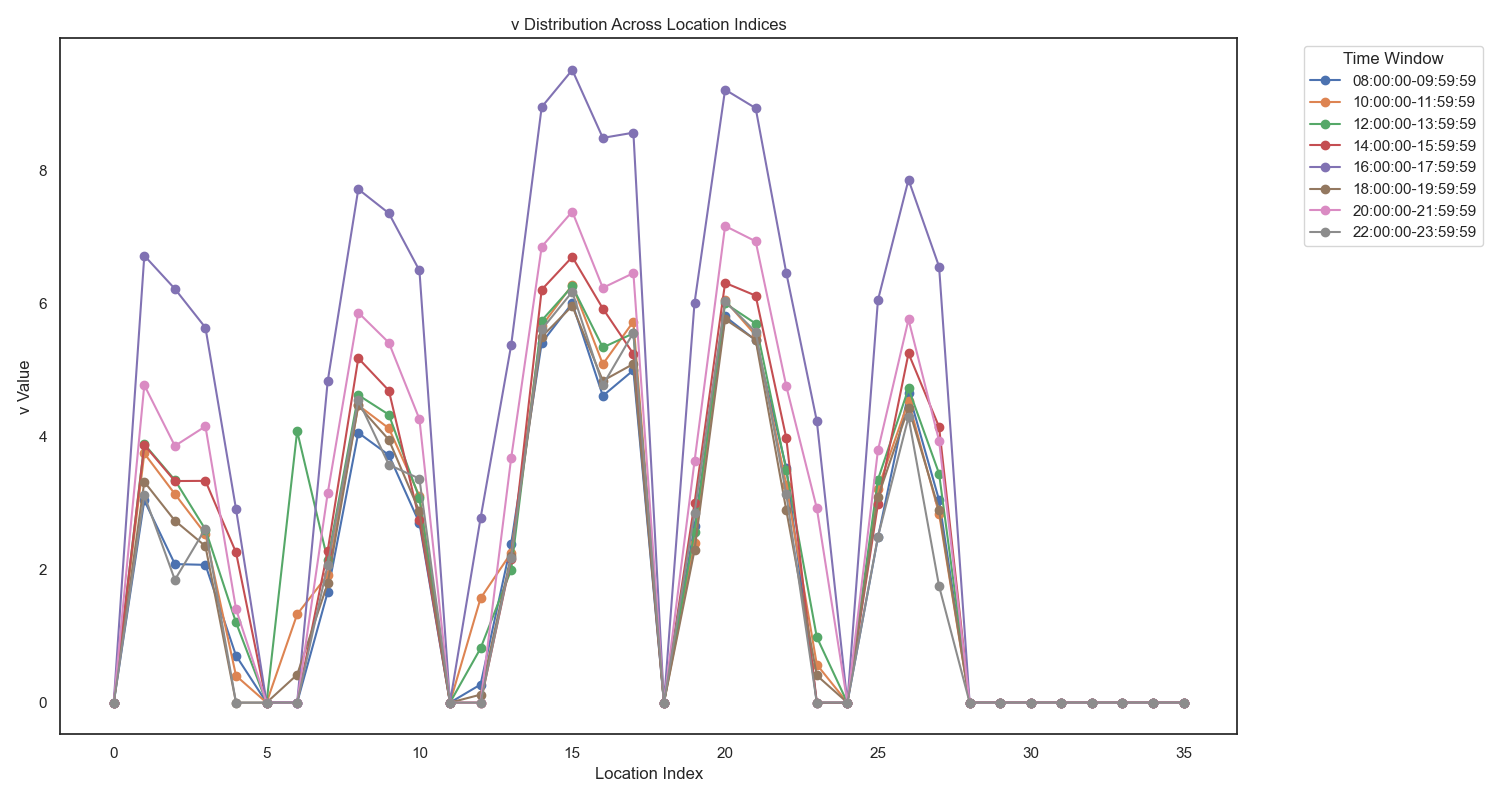 v Distribution Across Location Indices
v Value
8
6
4
2
0
0 5 10 15 20 25 30 35
Location Index
Time Window
08:00:00-09:59:59
10:00:00-11:59:59
12:00:00-13:59:59
14:00:00-15:59:59
16:00:00-17:59:59
18:00:00-19:59:59
20:00:00-21:59:59
22:00:00-23:59:59